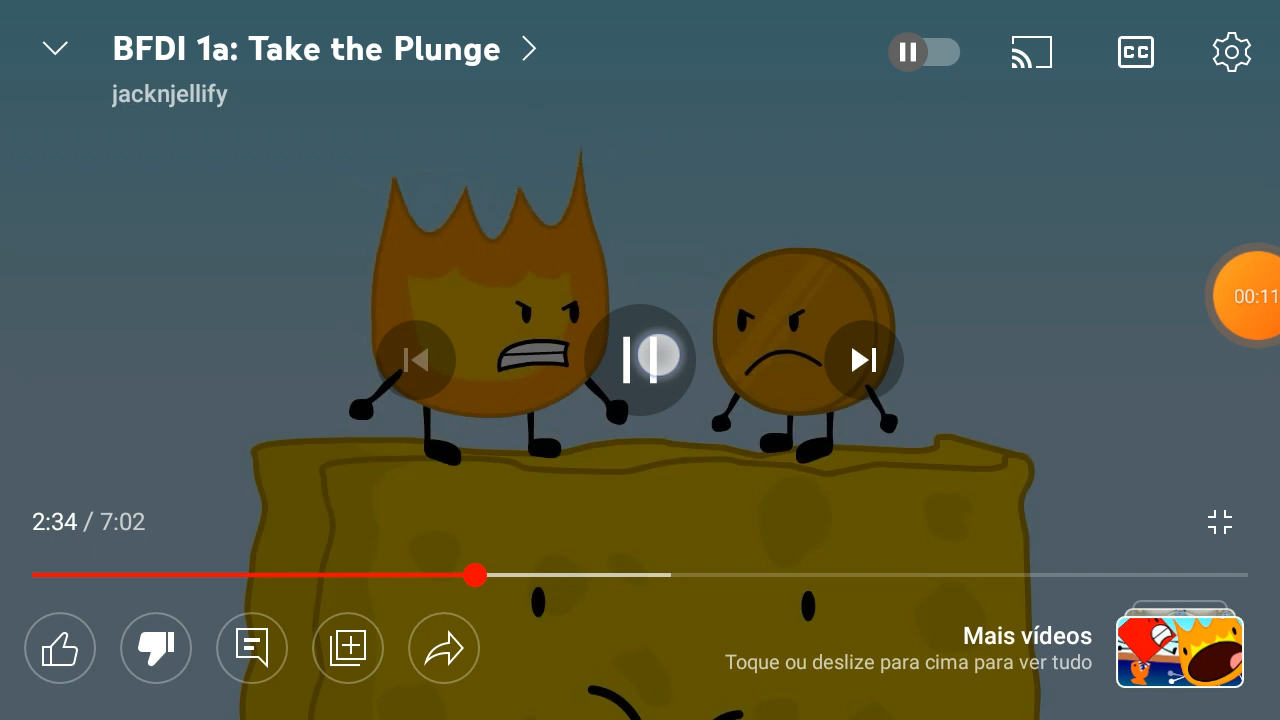 BFDI 1a: Take the Plunge
jacknjellify
CC
00:11
2:34 / 7:02
Mais vídeos
Toque ou deslize para cima para ver tudo